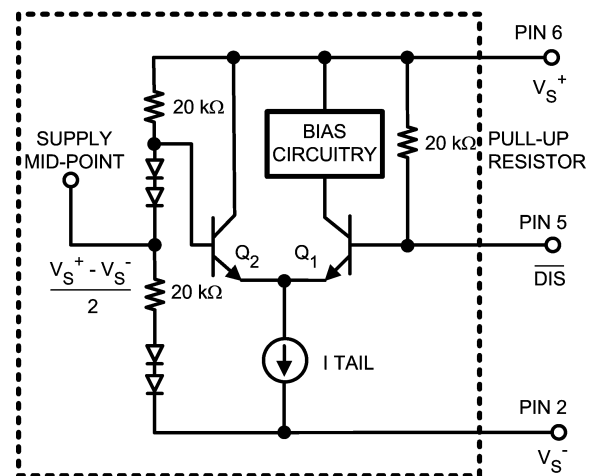 PIN 6
V_S^+
20 kΩ
BIAS
CIRCUITRY
20 kΩ
PULL-UP
RESISTOR
SUPPLY
MID-POINT
PIN 5
DIS
Q_2
Q_1
V_S^+ - V_S^-
2
20 kΩ
I TAIL
PIN 2
V_S^-